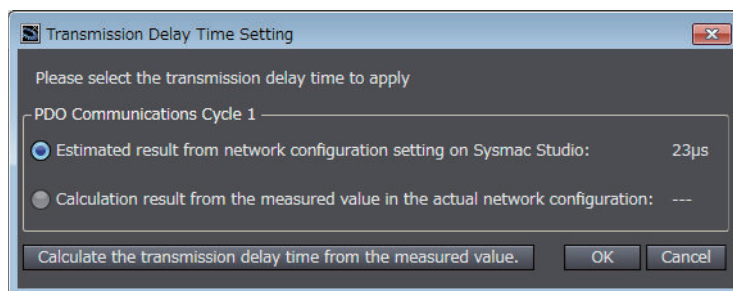 Transmission Delay Time Setting
Please select the transmission delay time to apply
PDO Communications Cycle 1
Estimated result from network configuration setting on Sysmac Studio: 23µs
Calculation result from the measured value in the actual network configuration: ---
Calculate the transmission delay time from the measured value. OK Cancel